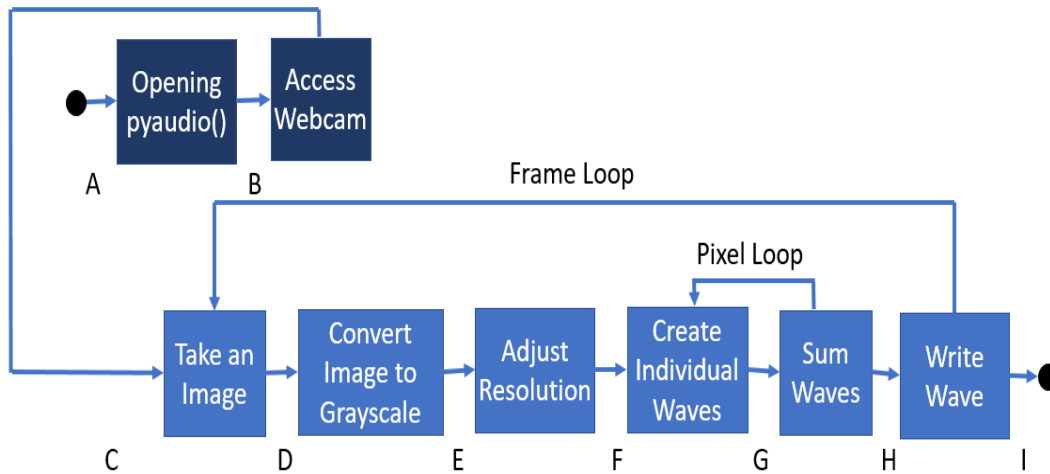 Opening
pyaudio()
Access
Webcam
A
B
Frame Loop
Pixel Loop
Take an
Image
Convert
Image to
Grayscale
Adjust
Resolution
Create
Individual
Waves
Sum
Waves
Write
Wave
C
D
E
F
G
H
I